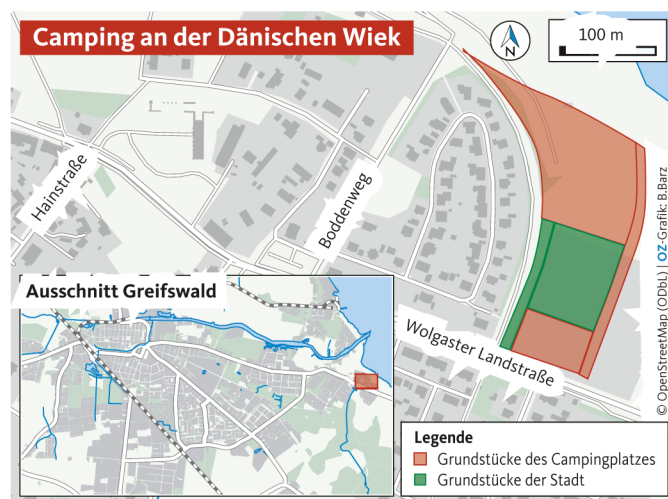 Camping an der Dänischen Wiek
N
100 m
Hainstraße
Boddenweg
Wolgaster Landstraße
Ausschnitt Greifswald
Legende
Grundstücke des Campingplatzes
Grundstücke der Stadt
© OpenStreetMap (ODbL) | OZ-Grafik: B.Barz